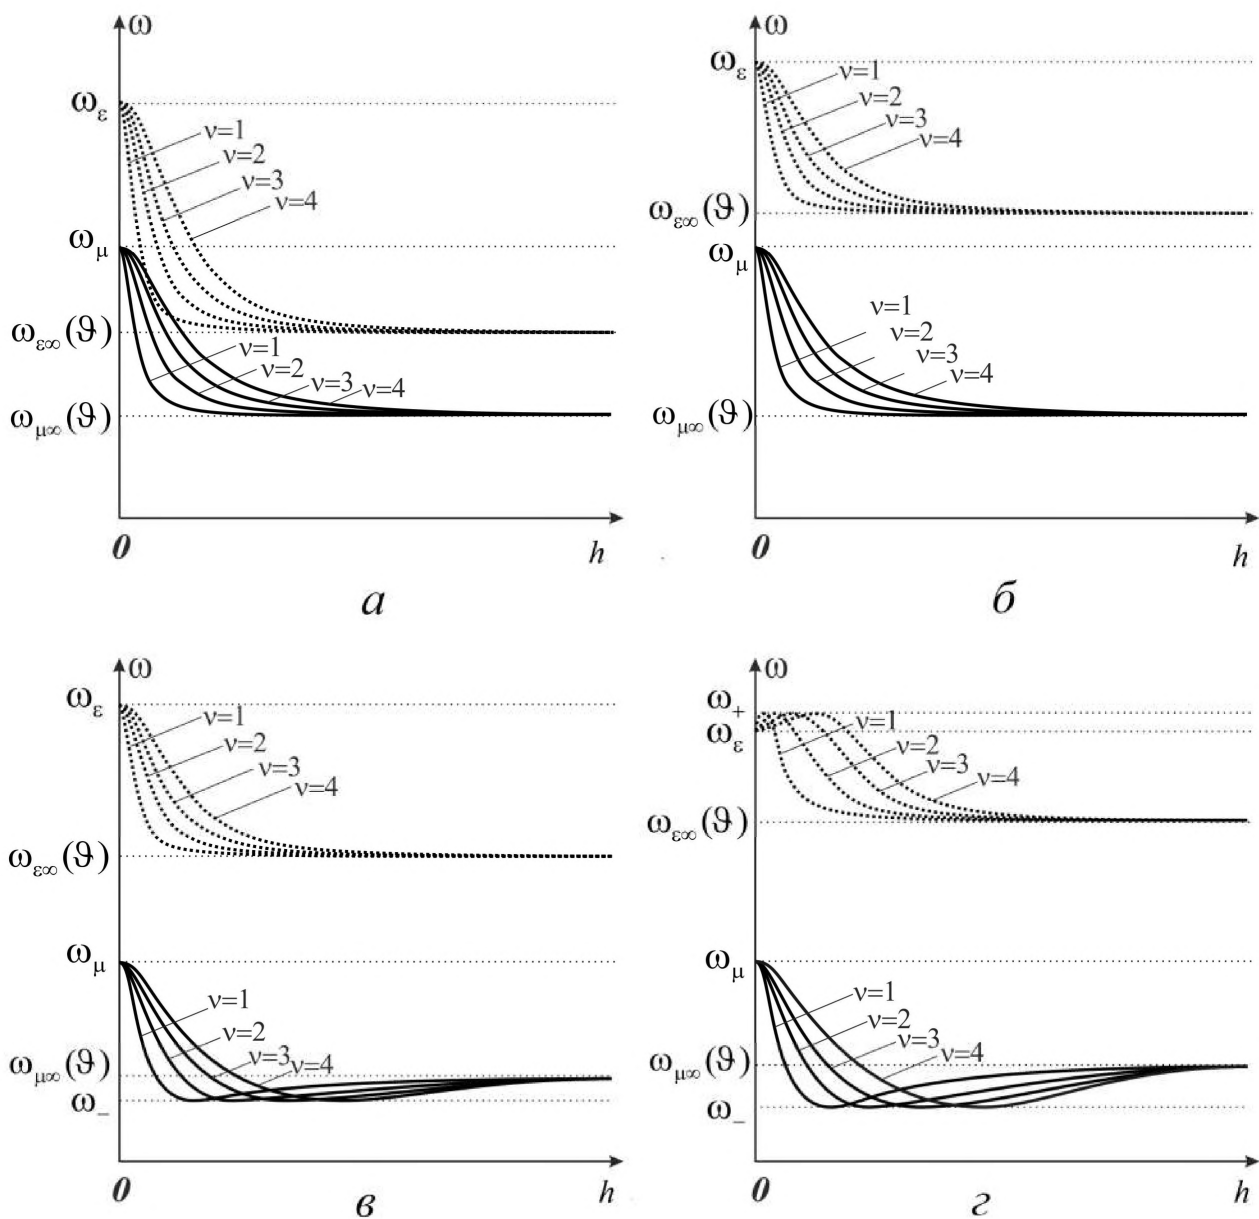 ω
ω_ε
ν=1
ν=2
ν=3
ν=4
ω_μ
ω_ε∞(ϑ)
ν=1
ν=2
ν=3
ν=4
ω_μ∞(ϑ)
0
h
а
ω
ω_ε
ν=1
ν=2
ν=3
ν=4
ω_ε∞(ϑ)
ω_μ
ν=1
ν=2
ν=3
ν=4
ω_μ∞(ϑ)
0
h
б
ω
ω_ε
ν=1
ν=2
ν=3
ν=4
ω_ε∞(ϑ)
ω_μ
ν=1
ν=2
ν=3
ν=4
ω_μ∞(ϑ)
ω_−
0
h
в
ω
ω_+
ω_ε
ν=1
ν=2
ν=3
ν=4
ω_ε∞(ϑ)
ω_μ
ν=1
ν=2
ν=3
ν=4
ω_μ∞(ϑ)
ω_−
0
h
г